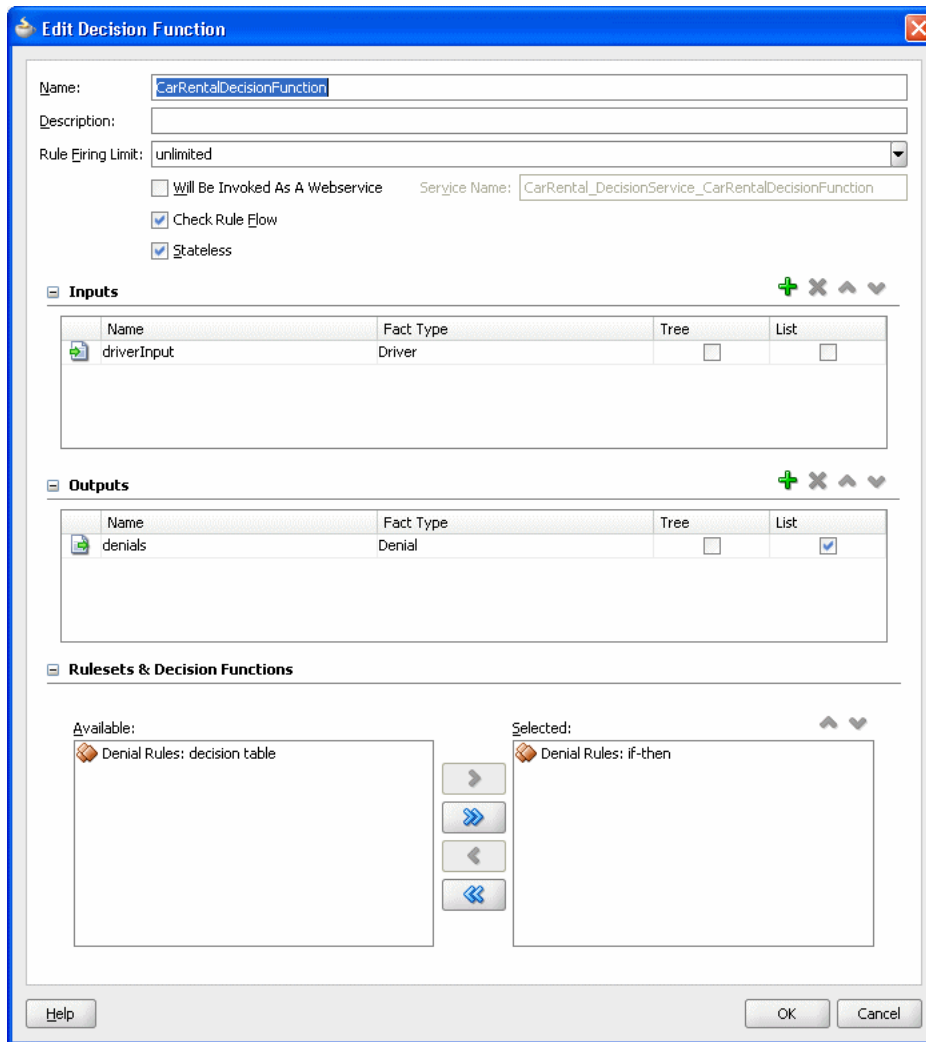 Edit Decision Function
Name: CarRentalDecisionFunction
Description:
Rule Firing Limit: unlimited
Will Be Invoked As A Webservice Service Name: CarRental_DecisionService_CarRentalDecisionFunction
Check Rule Flow
Stateless
Inputs
Name Fact Type Tree List
driverInput Driver
Outputs
Name Fact Type Tree List
denials Denial
Rulesets & Decision Functions
Available: Selected:
Denial Rules: decision table Denial Rules: if-then
Help OK Cancel